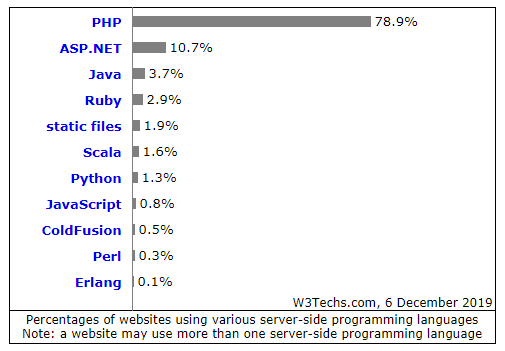 PHP 78.9%
ASP.NET 10.7%
Java 3.7%
Ruby 2.9%
static files 1.9%
Scala 1.6%
Python 1.3%
JavaScript 0.8%
ColdFusion 0.5%
Perl 0.3%
Erlang 0.1%
W3Techs.com, 6 December 2019
Percentages of websites using various server-side programming languages
Note: a website may use more than one server-side programming language